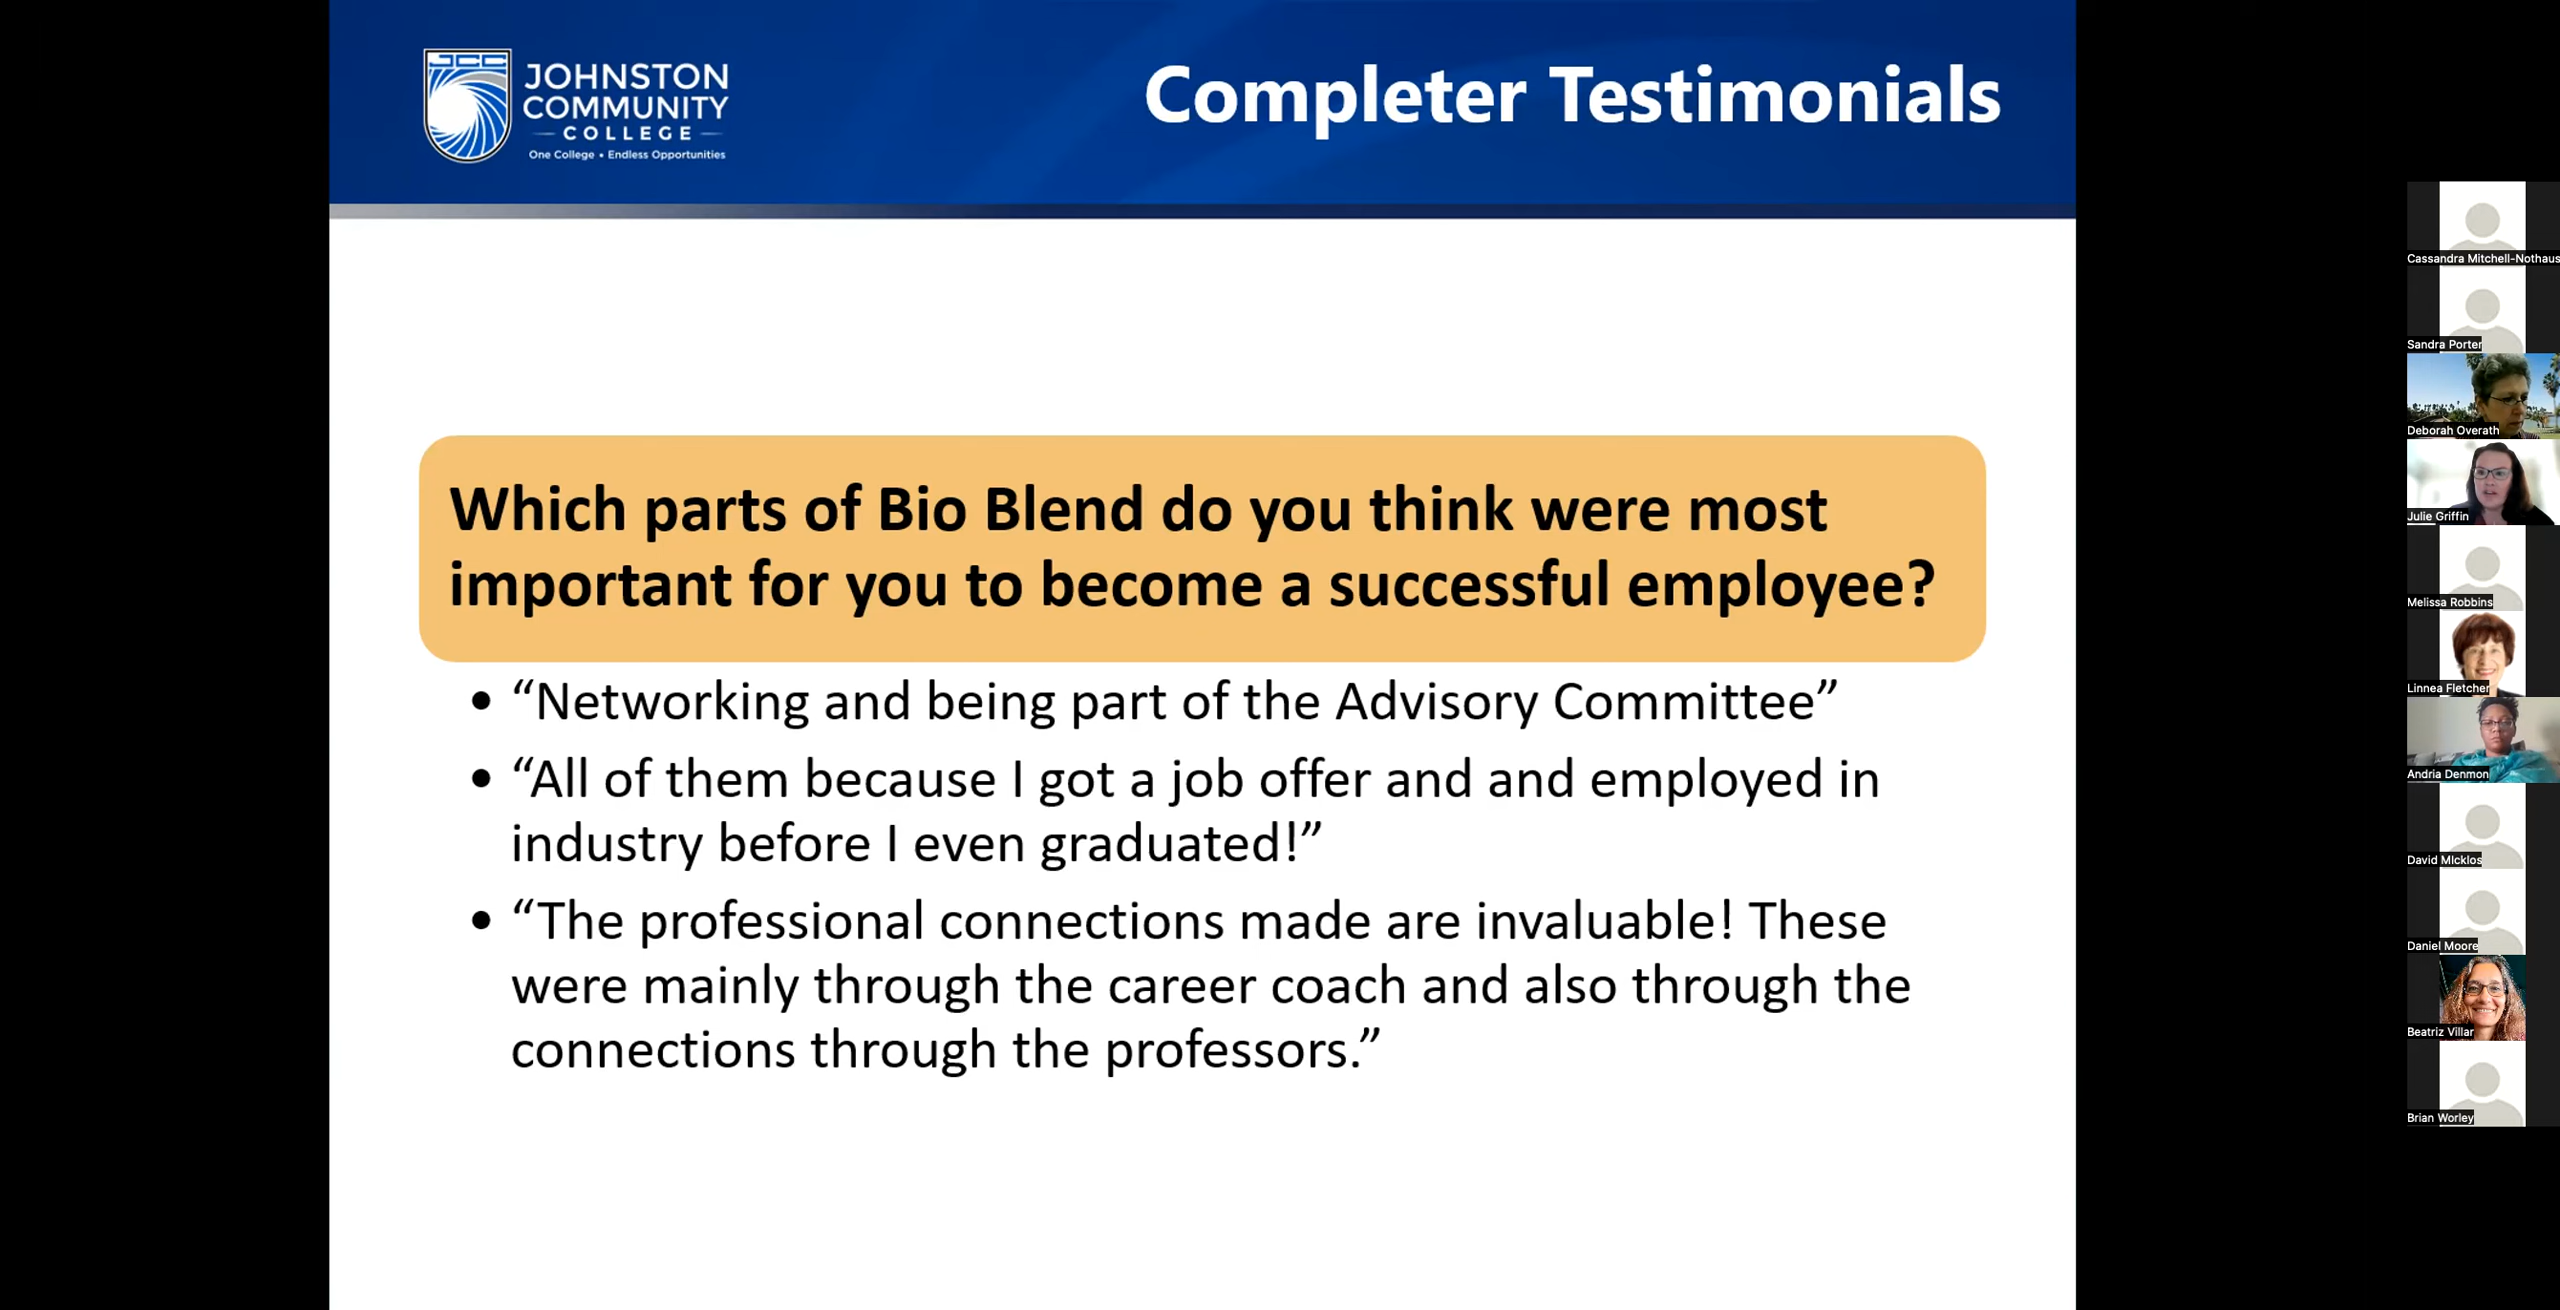 JCC
JOHNSTON
COMMUNITY
COLLEGE
One College • Endless Opportunities
Completer Testimonials
Which parts of Bio Blend do you think were most
important for you to become a successful employee?
• “Networking and being part of the Advisory Committee”
• “All of them because I got a job offer and and employed in
industry before I even graduated!”
• “The professional connections made are invaluable! These
were mainly through the career coach and also through the
connections through the professors.”
Cassandra Mitchell-Nothaus
Sandra Porter
Deborah Overath
Julie Griffin
Melissa Robbins
Linnea Fletcher
Andria Denmon
David MIcklos
Daniel Moore
Beatriz Villar
Brian Worley